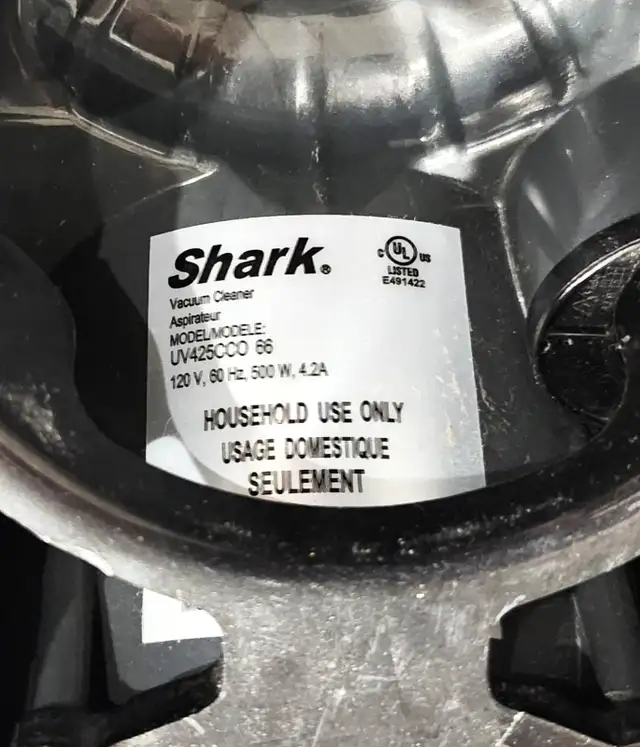 Shark®
C UL US
LISTED
E491422
Vacuum Cleaner
Aspirateur
MODEL/MODELE:
UV425CCO 66
120 V, 60 Hz, 500 W, 4.2A
HOUSEHOLD USE ONLY
USAGE DOMESTIQUE
SEULEMENT